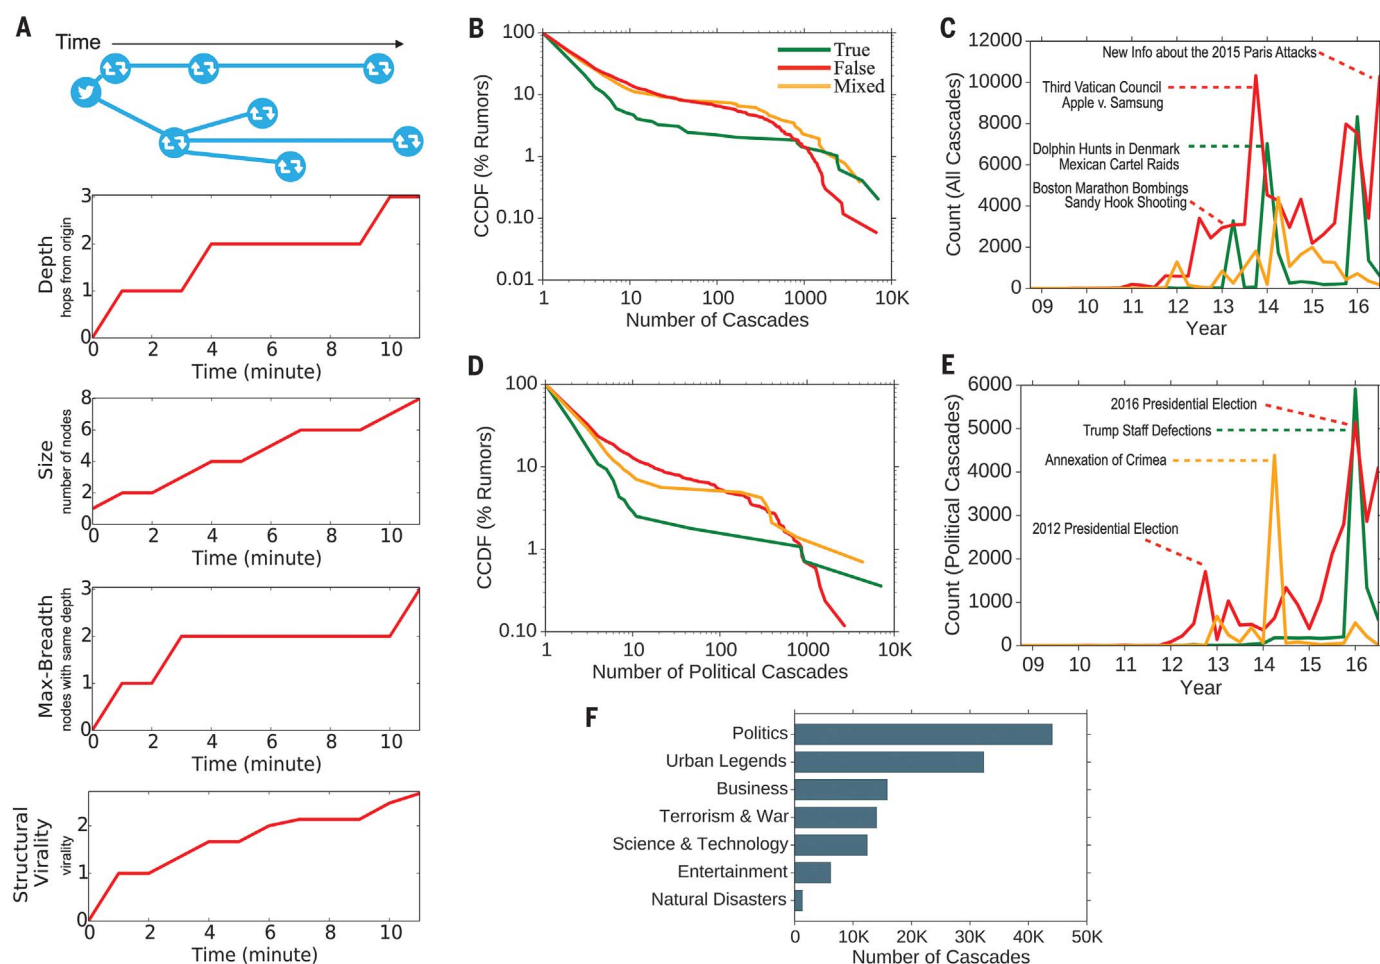 A
Time
3
2
1
0
Depth
hops from origin
0 2 4 6 8 10
Time (minute)
8
6
4
2
0
Size
number of nodes
0 2 4 6 8 10
Time (minute)
3
2
1
0
Max-Breadth
nodes with same depth
0 2 4 6 8 10
Time (minute)
2
1
0
Structural
Virality
virality
0 2 4 6 8 10
Time (minute)
B
100
10
1
0.10
0.01
CCDF (% Rumors)
True
False
Mixed
1 10 100 1000 10K
Number of Cascades
C
12000
10000
8000
6000
4000
2000
0
Count (All Cascades)
New Info about the 2015 Paris Attacks
Third Vatican Council
Apple v. Samsung
Dolphin Hunts in Denmark
Mexican Cartel Raids
Boston Marathon Bombings
Sandy Hook Shooting
09 10 11 12 13 14 15 16
Year
D
100
10
1
0.10
CCDF (% Rumors)
1 10 100 1000 10K
Number of Political Cascades
E
6000
5000
4000
3000
2000
1000
0
Count (Political Cascades)
2016 Presidential Election
Trump Staff Defections
Annexation of Crimea
2012 Presidential Election
09 10 11 12 13 14 15 16
Year
F
Politics
Urban Legends
Business
Terrorism & War
Science & Technology
Entertainment
Natural Disasters
0 10K 20K 30K 40K 50K
Number of Cascades